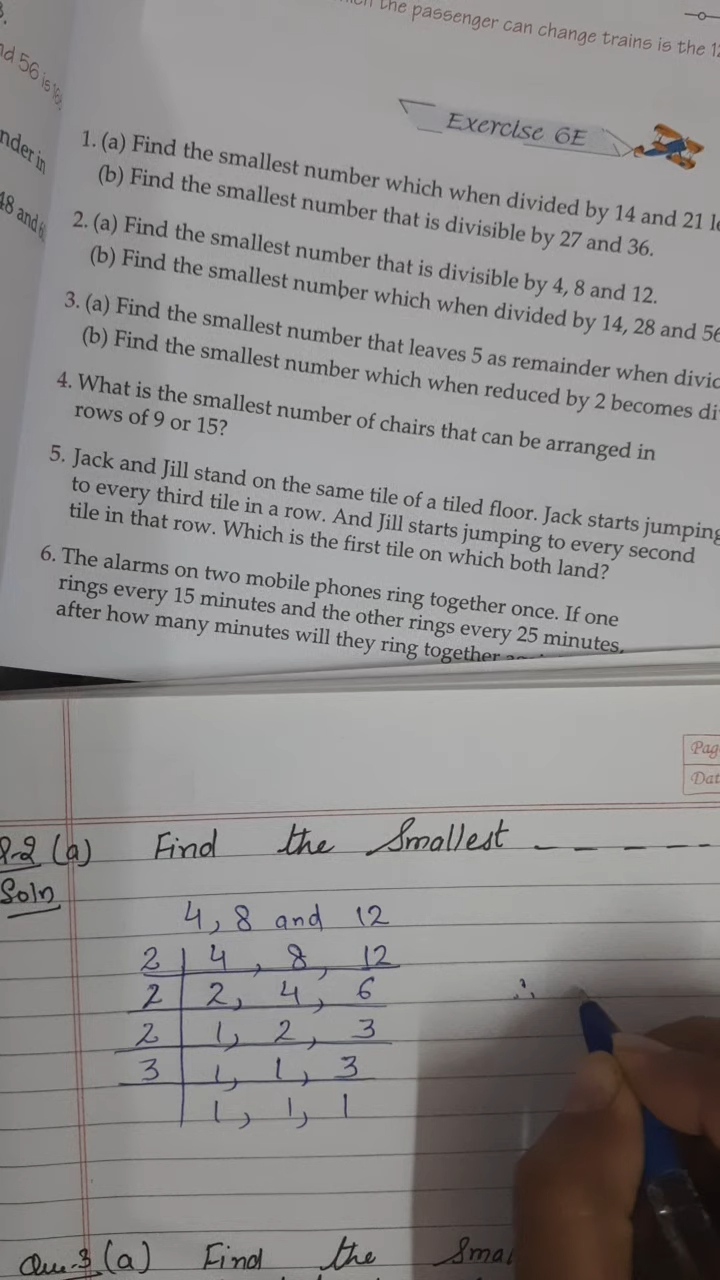 the passenger can change trains is the
nd 56 is
nder in
48 and
Exercise 6E
1. (a) Find the smallest number which when divided by 14 and 21
(b) Find the smallest number that is divisible by 27 and 36.
2. (a) Find the smallest number that is divisible by 4, 8 and 12.
(b) Find the smallest number which when divided by 14, 28 and 56
3. (a) Find the smallest number that leaves 5 as remainder when divid
(b) Find the smallest number which when reduced by 2 becomes di
4. What is the smallest number of chairs that can be arranged in
rows of 9 or 15?
5. Jack and Jill stand on the same tile of a tiled floor. Jack starts jumping
to every third tile in a row. And Jill starts jumping to every second
tile in that row. Which is the first tile on which both land?
6. The alarms on two mobile phones ring together once. If one
rings every 15 minutes and the other rings every 25 minutes,
after how many minutes will they ring together
Pag
Dat
Q-2 (a) Find the Smallest _ _ _ _ _
Soln
4, 8 and 12
2 | 4, 8, 12
2 | 2, 4, 6
2 | 1, 2, 3
3 | 1, 1, 3
| 1, 1, 1
∴
Que-3 (a) Find the Smal